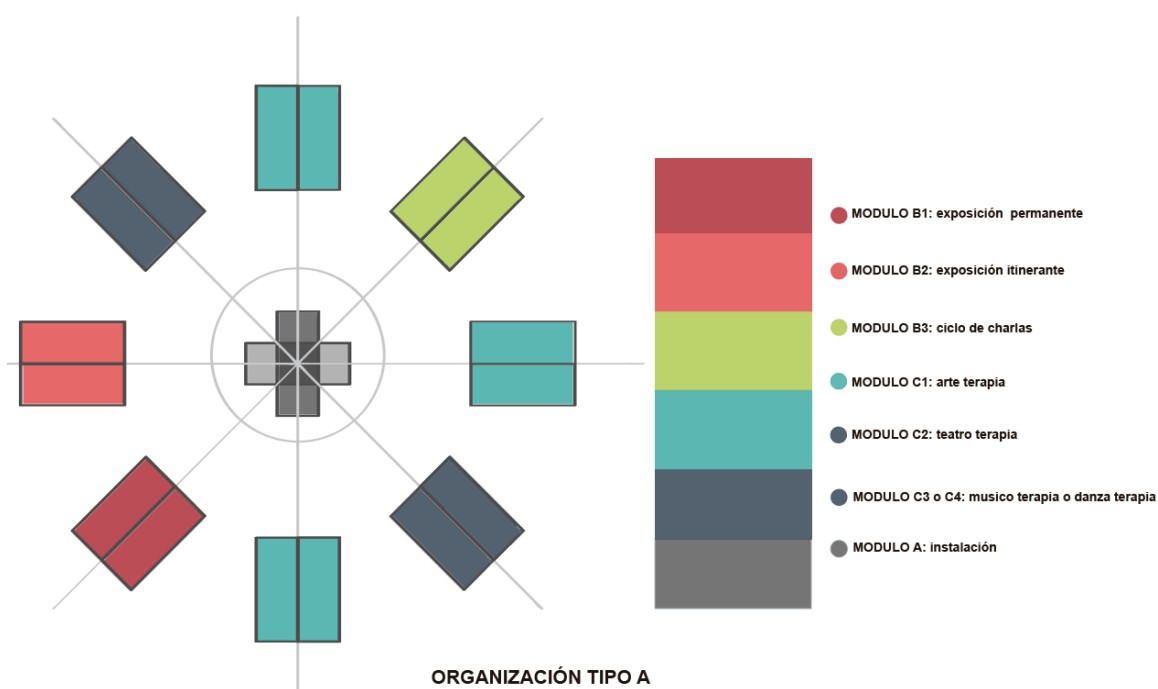 MODULO B1: exposición permanente
MODULO B2: exposición itinerante
MODULO B3: ciclo de charlas
MODULO C1: arte terapia
MODULO C2: teatro terapia
MODULO C3 o C4: musico terapia o danza terapia
MODULO A: instalación
ORGANIZACIÓN TIPO A